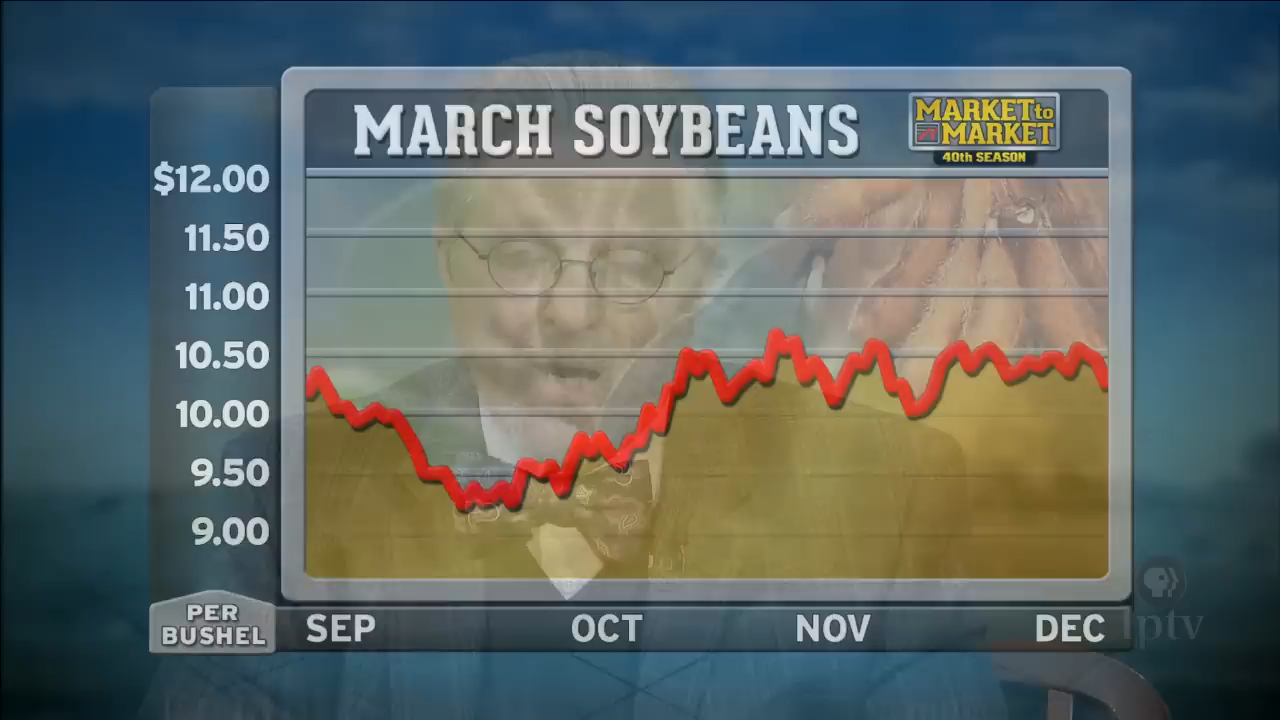 MARCH SOYBEANS
MARKET to
MARKET
40th SEASON
$12.00
11.50
11.00
10.50
10.00
9.50
9.00
PER
BUSHEL
SEP OCT NOV DEC
iptv